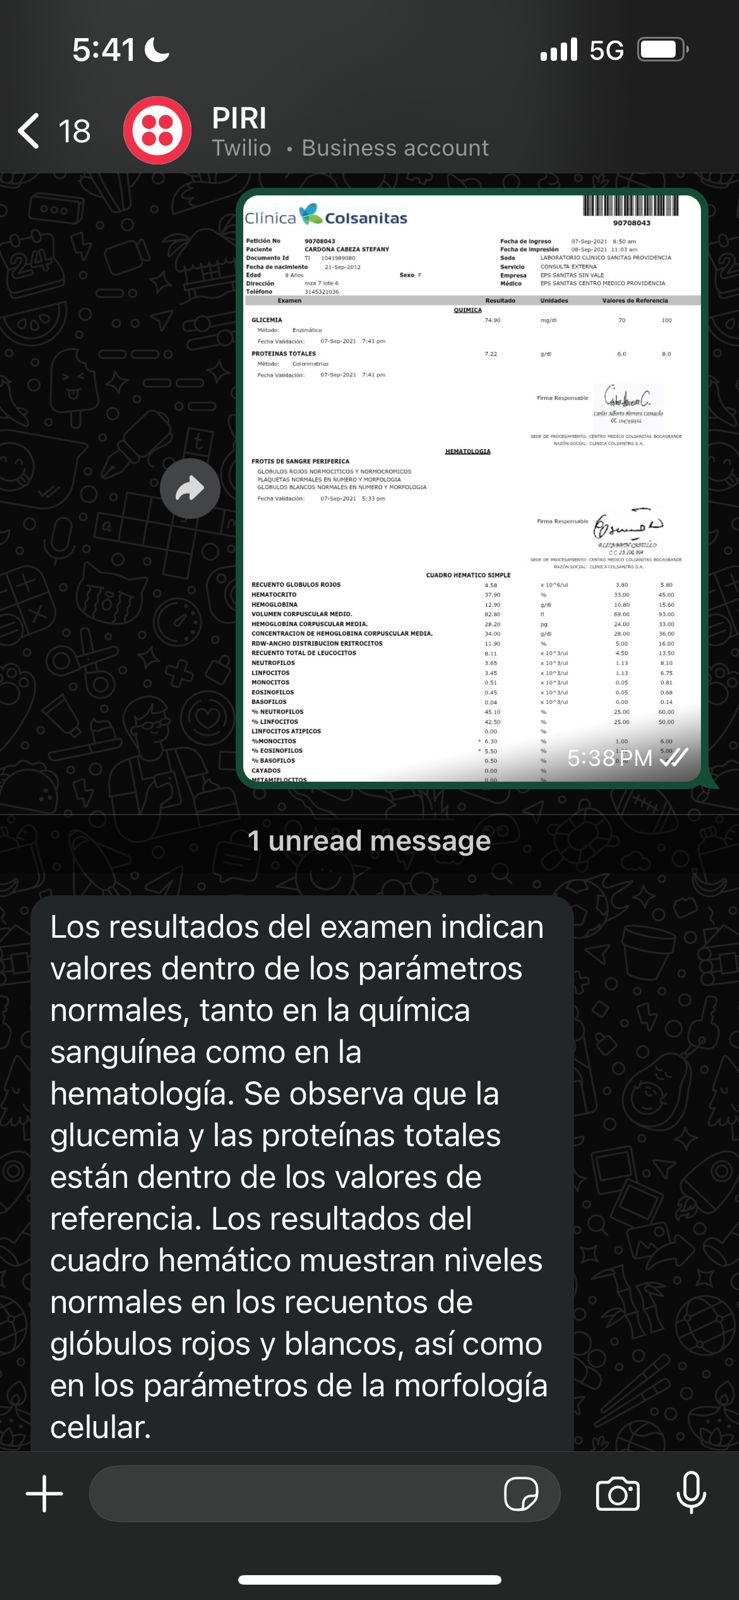 5:41
5G
18
PIRI
Twilio • Business account
Clínica Colsanitas
90708043
Petición No 90708043 Fecha de ingreso 07-Sep-2021 8:50 am
Paciente CARDONA CABEZA STEFANY Fecha de impresión 08-Sep-2021 11:03 am
Documento Id TI 1041989080 Sede LABORATORIO CLINICO SANITAS PROVIDENCIA
Fecha de nacimiento 21-Sep-2012 Servicio CONSULTA EXTERNA
Edad 8 Años Sexo F Empresa EPS SANITAS SIN VALE
Dirección mza 7 lote 6 Médico EPS SANITAS CENTRO MEDICO PROVIDENCIA
Teléfono 3145321036
Examen Resultado Unidades Valores de Referencia
QUIMICA
GLICEMIA 74.90 mg/dl 70 100
Método: Enzimático
Fecha Validación: 07-Sep-2021 7:41 pm
PROTEINAS TOTALES 7.22 g/dl 6.0 8.0
Método: Colorimetrico
Fecha Validación: 07-Sep-2021 7:41 pm
Firma Responsable
SEDE DE PROCESAMIENTO: CENTRO MEDICO COLSANITAS BOCAGRANDE
RAZÓN SOCIAL: CLINICA COLSANITAS S.A.
HEMATOLOGIA
FROTIS DE SANGRE PERIFERICA
GLOBULOS ROJOS NORMOCITICOS Y NORMOCROMICOS
PLAQUETAS NORMALES EN NUMERO Y MORFOLOGIA
GLOBULOS BLANCOS NORMALES EN NUMERO Y MORFOLOGIA
Fecha Validación: 07-Sep-2021 5:33 pm
Firma Responsable
SEDE DE PROCESAMIENTO: CENTRO MEDICO COLSANITAS BOCAGRANDE
RAZÓN SOCIAL: CLINICA COLSANITAS S.A.
CUADRO HEMATICO SIMPLE
RECUENTO GLOBULOS ROJOS 4.58 x 10^6/ul 3.80 5.80
HEMATOCRITO 37.90 % 33.00 45.00
HEMOGLOBINA 12.90 g/dl 10.80 15.60
VOLUMEN CORPUSCULAR MEDIO. 82.80 fl 69.00 93.00
HEMOGLOBINA CORPUSCULAR MEDIA. 28.20 pg 24.00 33.00
CONCENTRACION DE HEMOGLOBINA CORPUSCULAR MEDIA. 34.00 g/dl 28.00 36.00
RDW-ANCHO DISTRIBUCION ERITROCITOS 11.90 % 5.00 16.00
RECUENTO TOTAL DE LEUCOCITOS 8.11 x 10^3/ul 4.50 13.50
NEUTROFILOS 3.65 x 10^3/ul 1.13 8.10
LINFOCITOS 3.45 x 10^3/ul 1.13 6.75
MONOCITOS 0.51 x 10^3/ul 0.05 0.81
EOSINOFILOS 0.45 x 10^3/ul 0.05 0.68
BASOFILOS 0.04 x 10^3/ul 0.00 0.14
% NEUTROFILOS 45.10 % 25.00 60.00
% LINFOCITOS 42.50 % 25.00 50.00
LINFOCITOS ATIPICOS 0.00 %
%MONOCITOS * 6.30 % 1.00 6.00
% EOSINOFILOS * 5.50 %
% BASOFILOS 0.50 %
CAYADOS 0.00 %
METAMIELOCITOS 0.00 %
5:38 PM
1 unread message
Los resultados del examen indican
valores dentro de los parámetros
normales, tanto en la química
sanguínea como en la
hematología. Se observa que la
glucemia y las proteínas totales
están dentro de los valores de
referencia. Los resultados del
cuadro hemático muestran niveles
normales en los recuentos de
glóbulos rojos y blancos, así como
en los parámetros de la morfología
celular.